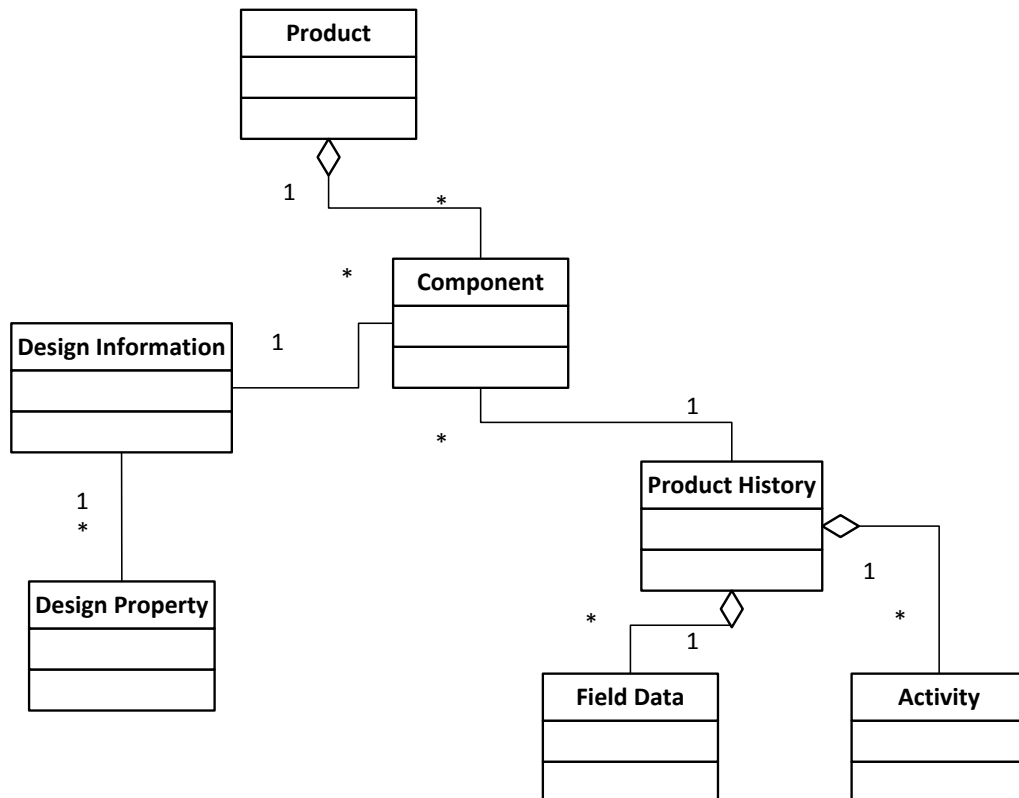 Product
1
*
*
Component
Design Information
1
1
*
Product History
1
*
Design Property
1
*
*
1
Field Data
Activity